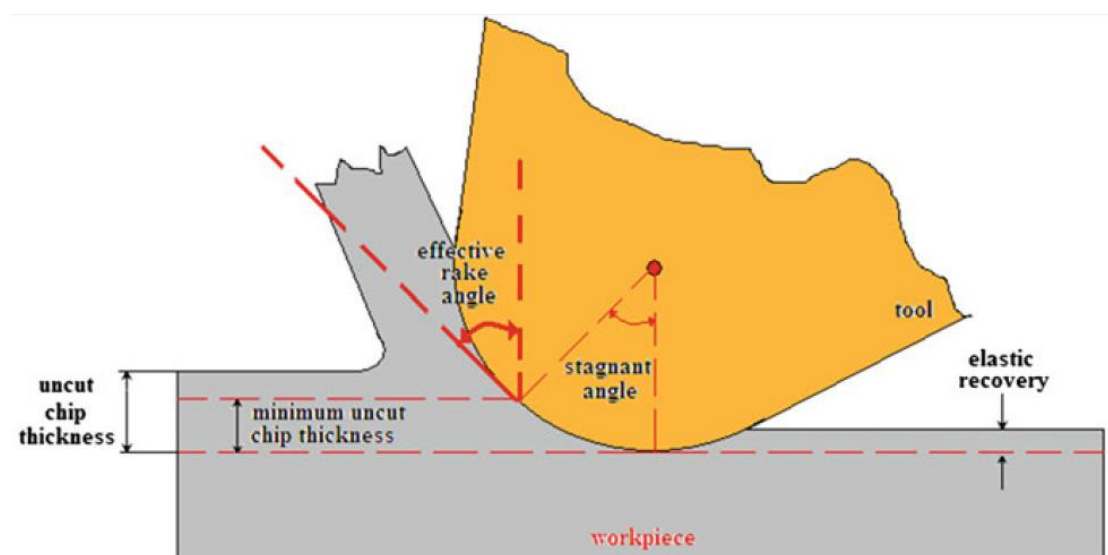 effective
rake
angle
tool
stagnant
angle
elastic
recovery
uncut
chip
thickness
minimum uncut
chip thickness
workpiece